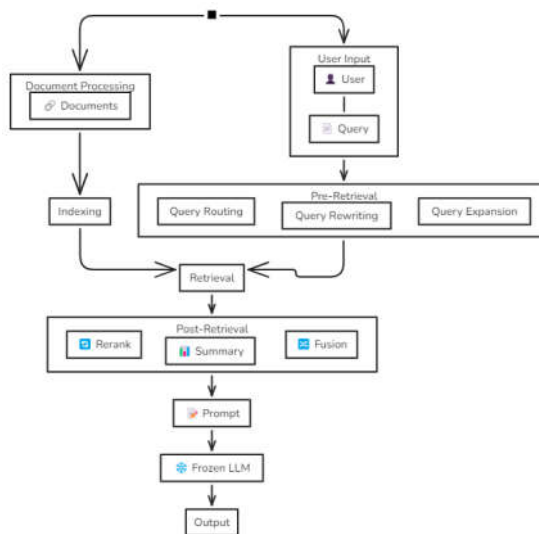 Document Processing
Documents
User Input
User
Query
Indexing
Pre-Retrieval
Query Routing
Query Rewriting
Query Expansion
Retrieval
Post-Retrieval
Rerank
Summary
Fusion
Prompt
Frozen LLM
Output